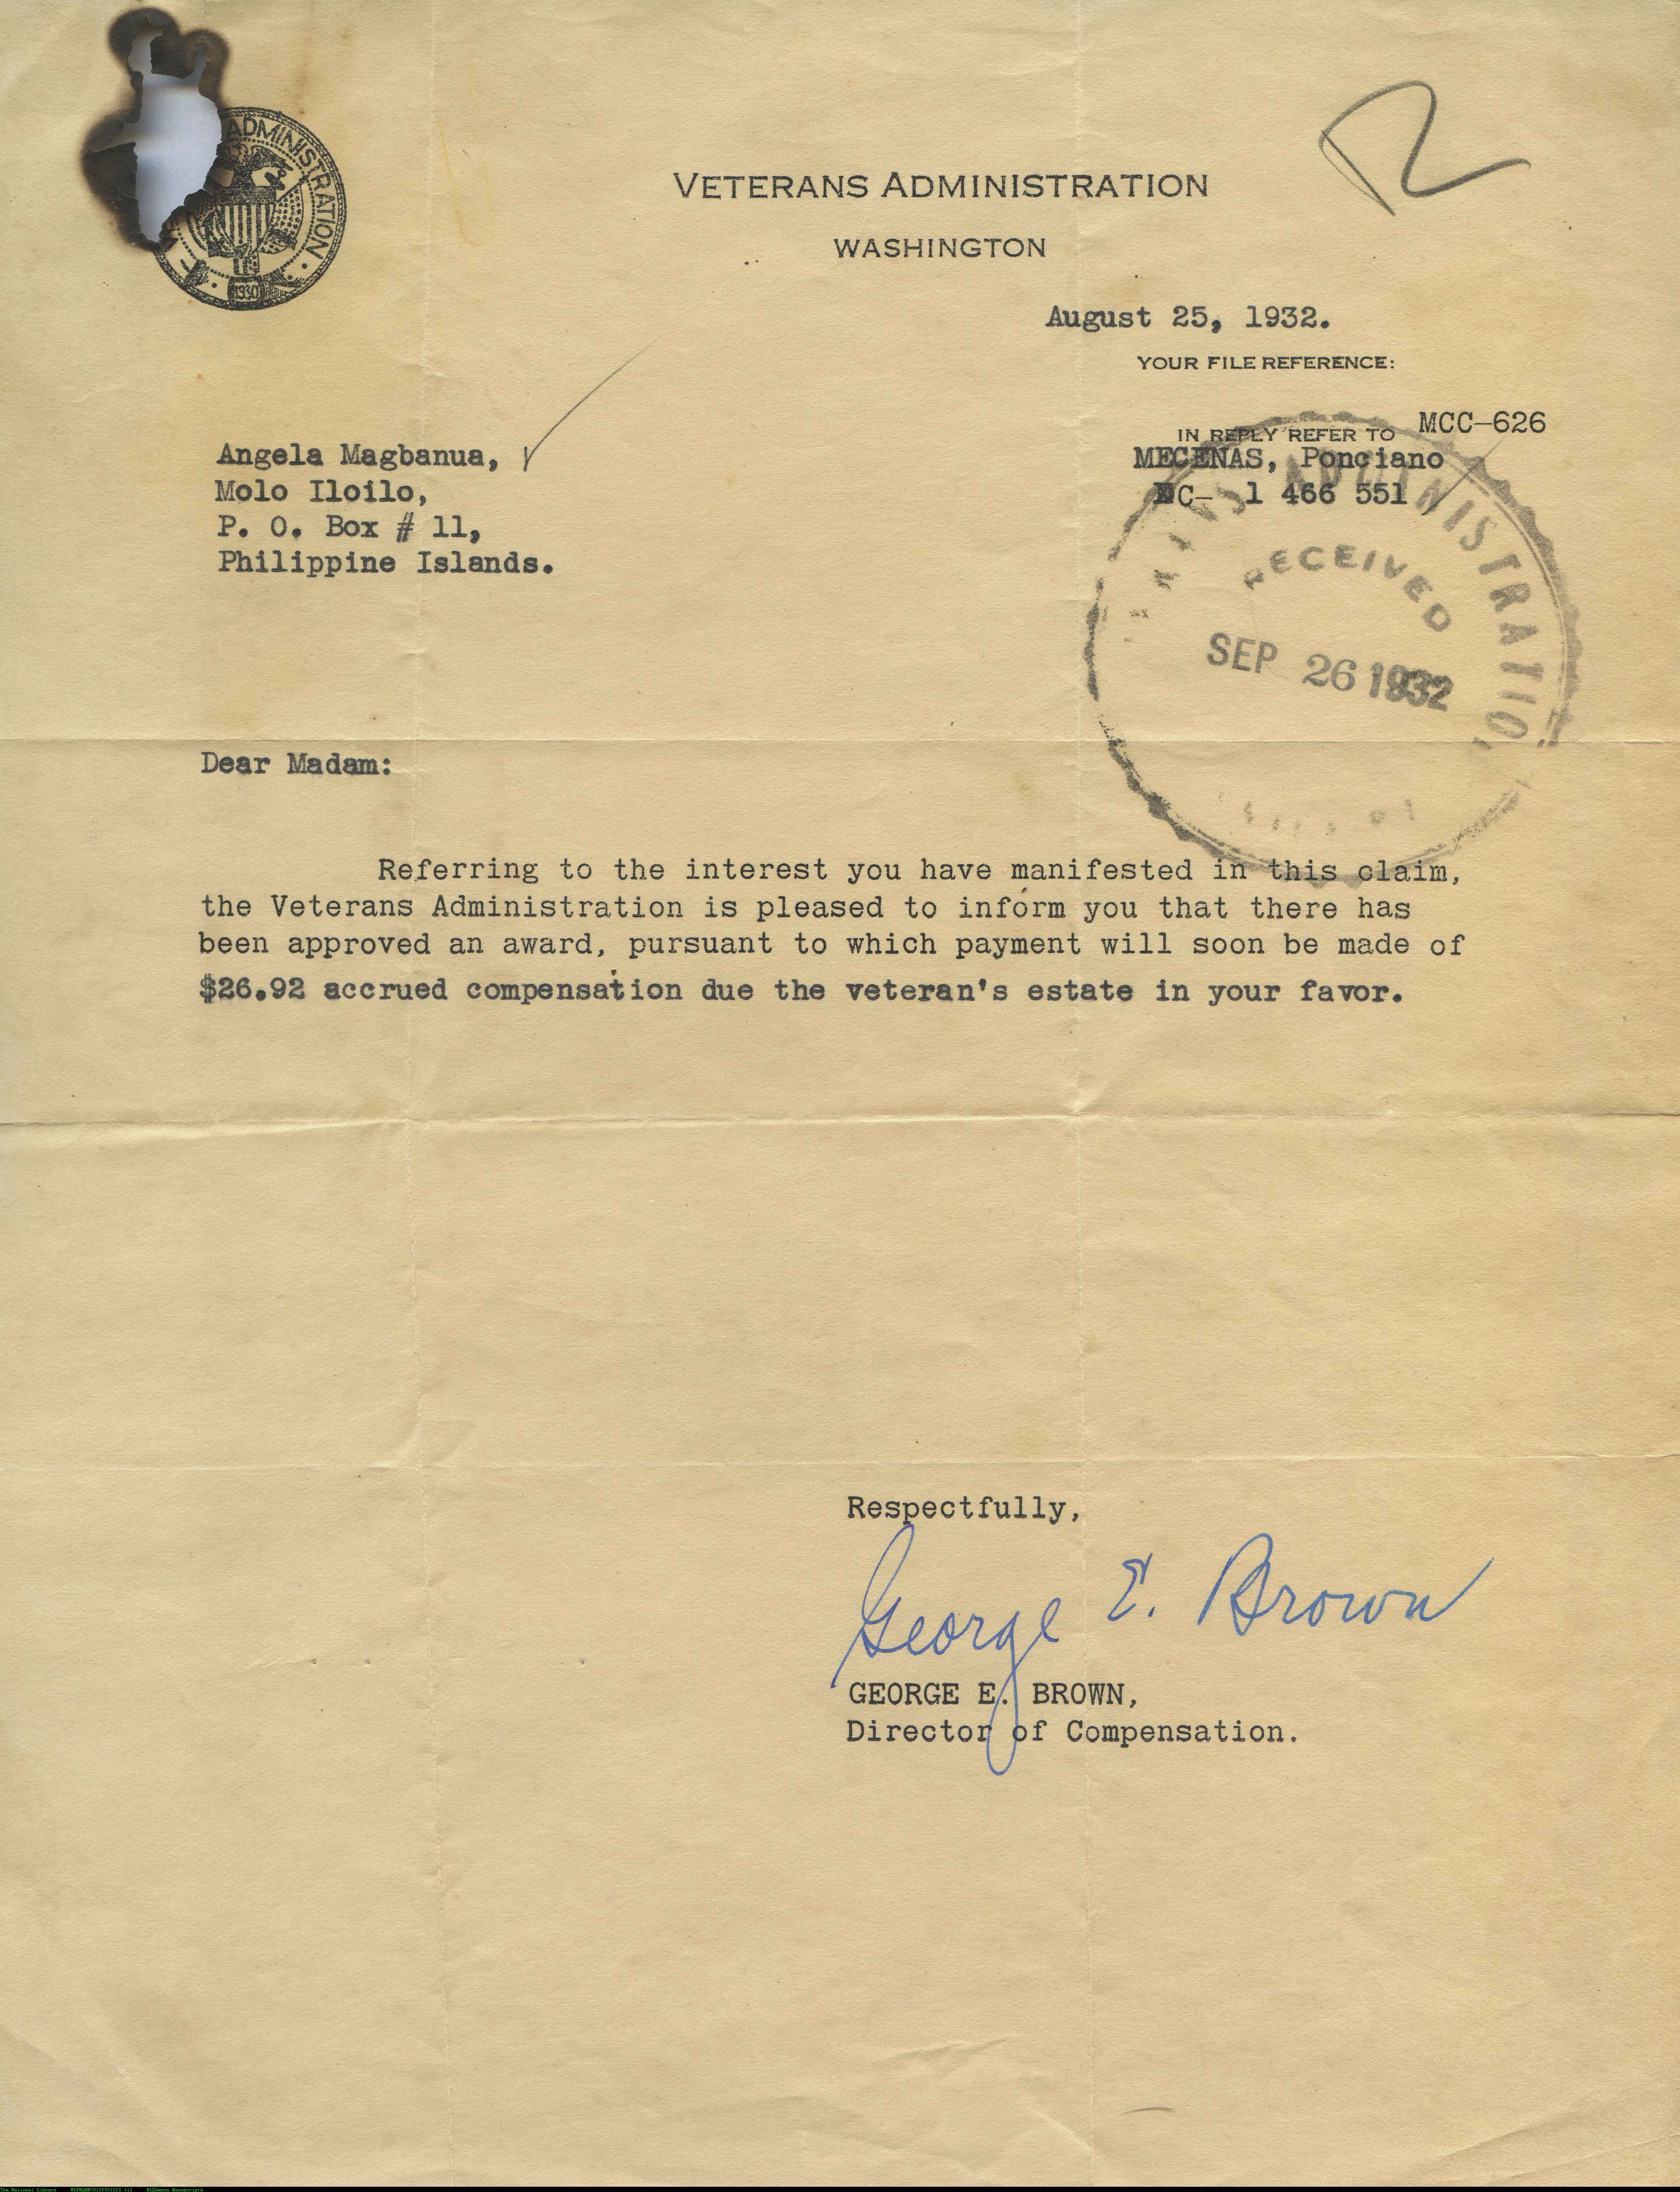 ADMINISTRATION
1930
VETERANS ADMINISTRATION
WASHINGTON
R
August 25, 1932.
YOUR FILE REFERENCE:
MCC-626
IN REPLY REFER TO
MECENAS, Ponciano
C- 1 466 551
Angela Magbanua,
Molo Iloilo,
P. O. Box # 11,
Philippine Islands.
RECEIVED
SEP 26 1932
Dear Madam:
Referring to the interest you have manifested in this claim,
the Veterans Administration is pleased to inform you that there has
been approved an award, pursuant to which payment will soon be made of
$26.92 accrued compensation due the veteran's estate in your favor.
Respectfully,
George E. Brown
GEORGE E. BROWN,
Director of Compensation.